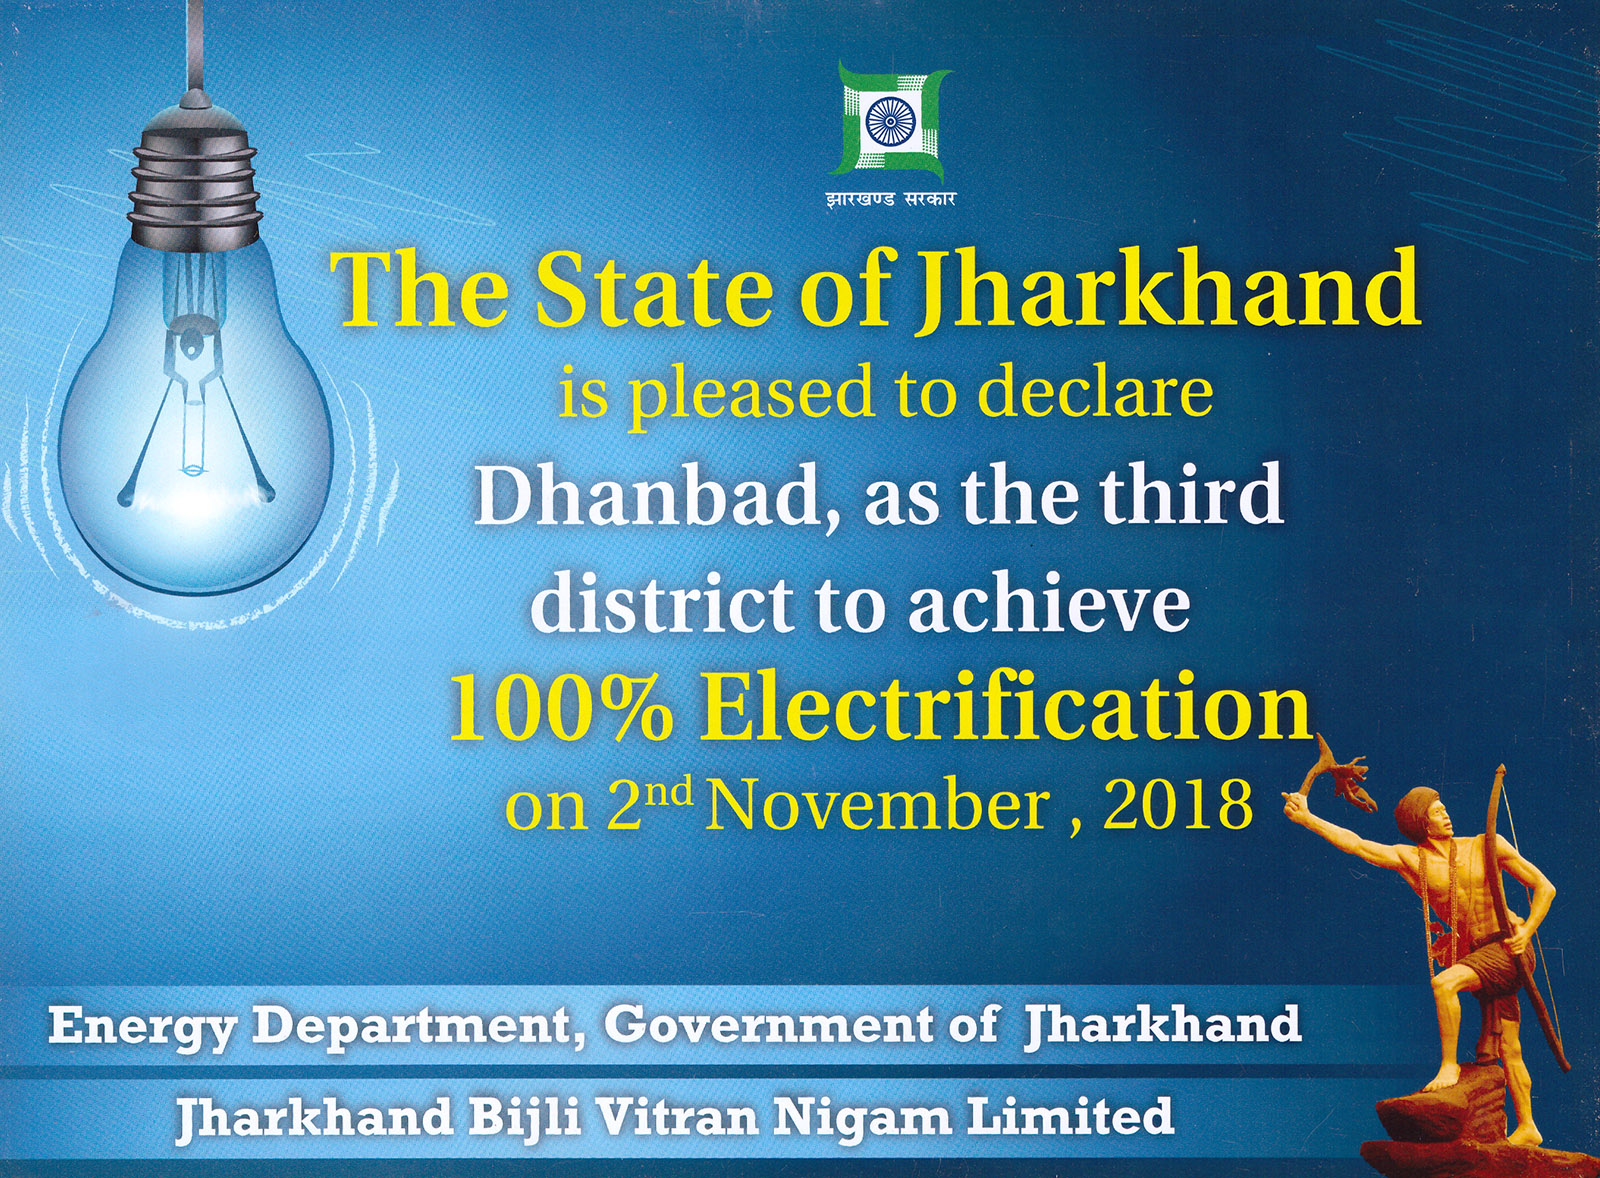 झारखण्ड सरकार
The State of Jharkhand
is pleased to declare
Dhanbad, as the third
district to achieve
100% Electrification
on 2nd November , 2018
Energy Department, Government of Jharkhand
Jharkhand Bijli Vitran Nigam Limited